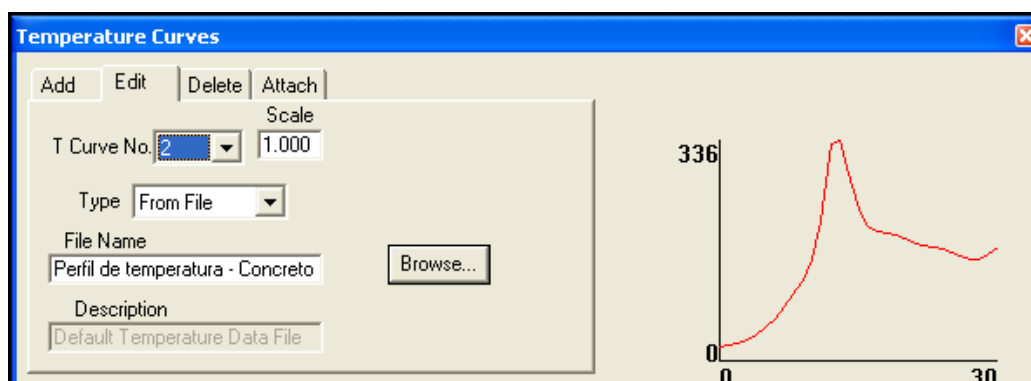 Temperature Curves
Add Edit Delete Attach
Scale
T Curve No. 2 1.000
Type From File
File Name
Perfil de temperatura - Concreto
Browse...
Description
Default Temperature Data File
336
0
0 30